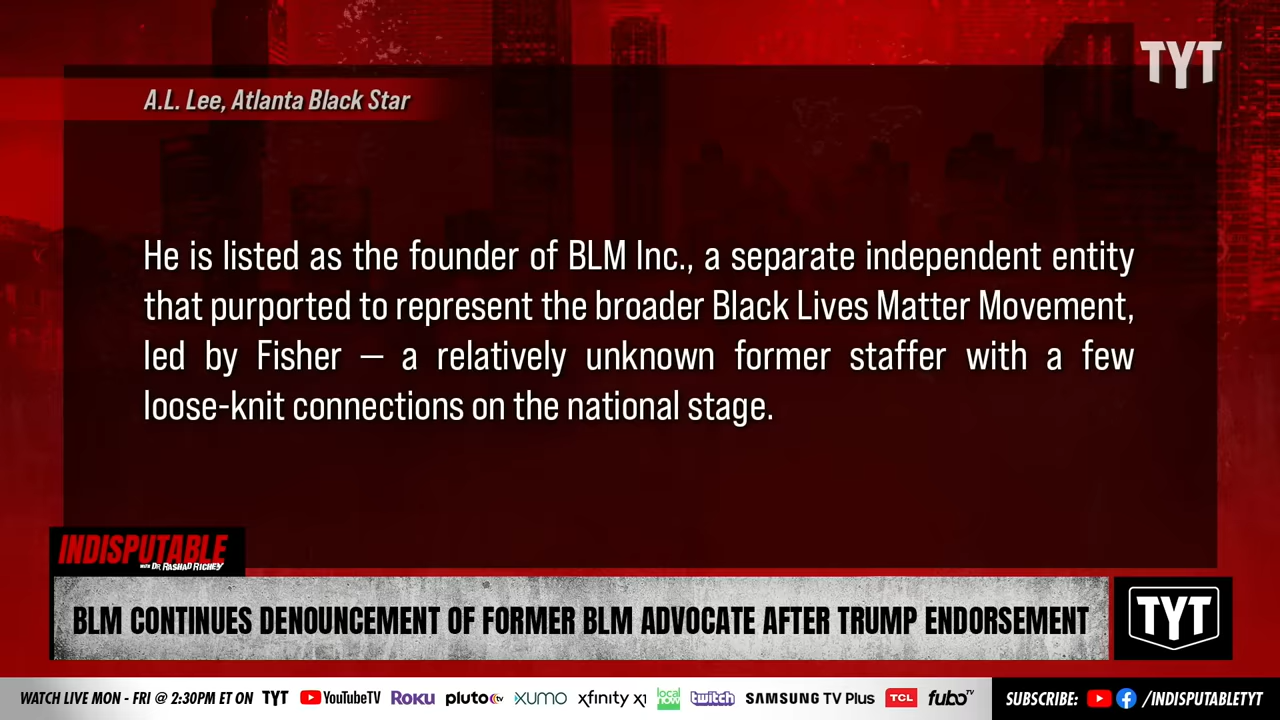 TYT
A.L. Lee, Atlanta Black Star
He is listed as the founder of BLM Inc., a separate independent entity
that purported to represent the broader Black Lives Matter Movement,
led by Fisher — a relatively unknown former staffer with a few
loose-knit connections on the national stage.
INDISPUTABLE
WITH DR. RASHAD RICHEY
BLM CONTINUES DENOUNCEMENT OF FORMER BLM ADVOCATE AFTER TRUMP ENDORSEMENT
TYT
WATCH LIVE MON - FRI @ 2:30PM ET ON TYT YouTubeTV ROKU pluto tv XUMO xfinity x1 local now twitch SAMSUNG TV Plus TCL fubo TV SUBSCRIBE: /INDISPUTABLETYT